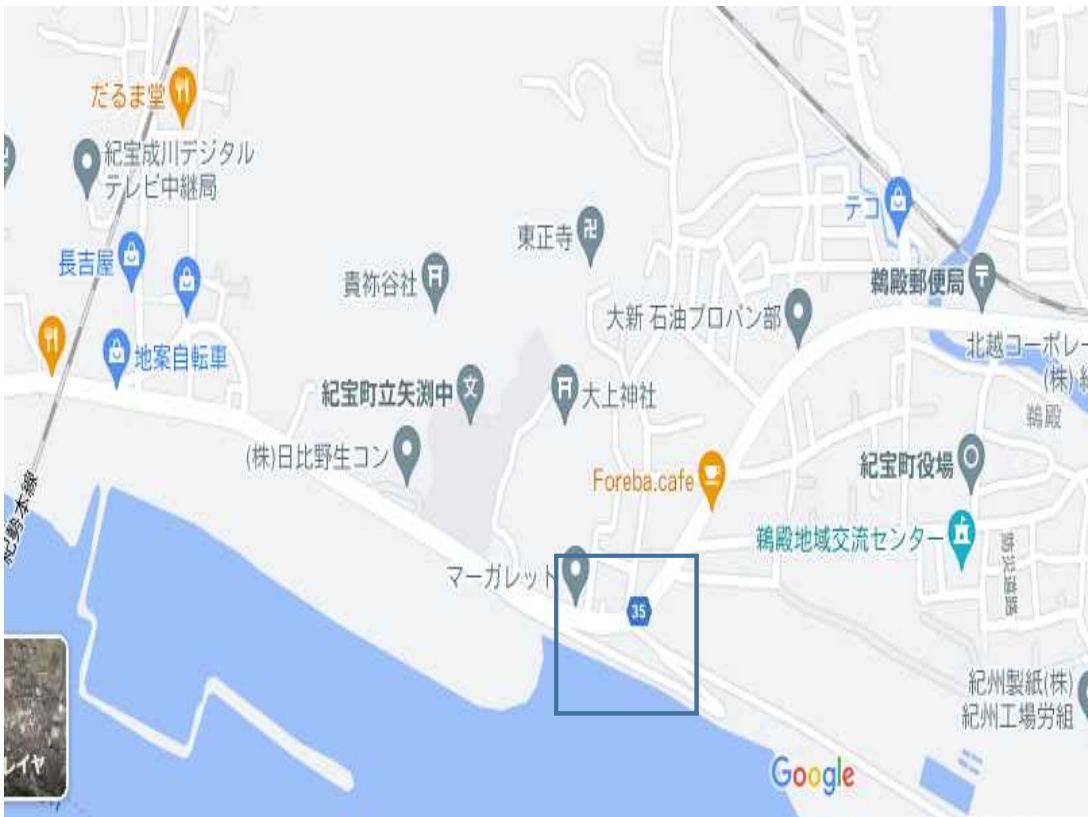 だるま堂
紀宝成川デジタル
テレビ中継局
東正寺
テコ
長吉屋
貴祢谷社
鵜殿郵便局
大新 石油プロパン部
地案自転車
北越コーポレー
(株)
鵜殿
紀宝町立矢渕中
大上神社
(株)日比野生コン
Foreba.cafe
紀宝町役場
紀勢本線
鵜殿地域交流センター
防災道路
マーガレット
35
紀州製紙(株)
紀州工場労組
レイヤ
Google